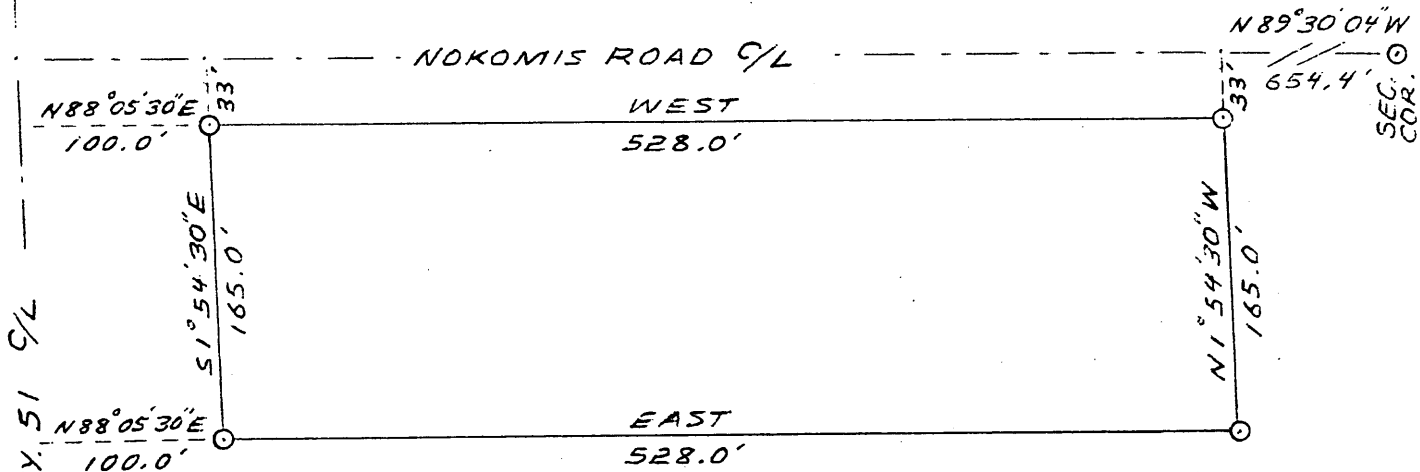 N89°30'04"W
NOKOMIS ROAD C/L
654.4'
SEC. COR.
33'
33'
N88°05'30"E
100.0'
WEST
528.0'
S1°54'30"E
165.0'
N1°54'30"W
165.0'
Y. 51 C/L
N88°05'30"E
100.0'
EAST
528.0'